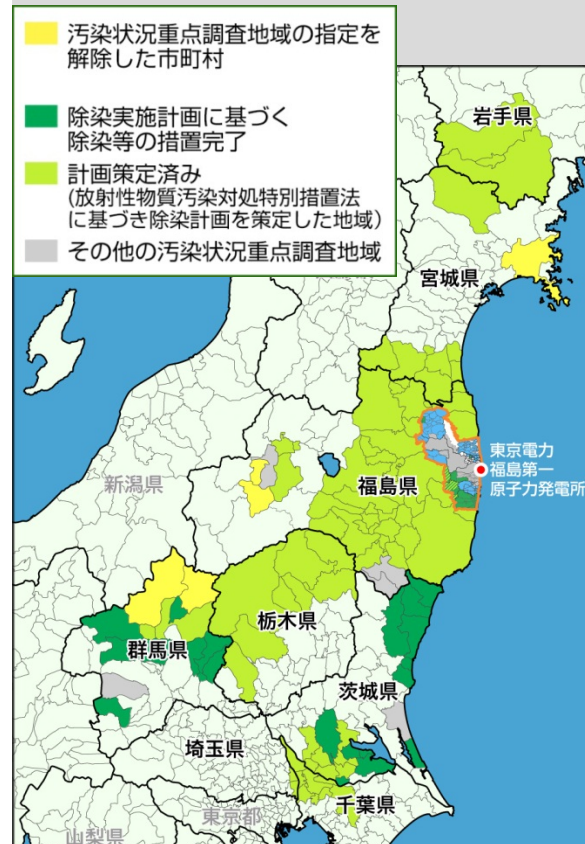 汚染状況重点調査地域の指定を
解除した市町村
除染実施計画に基づく
除染等の措置完了
計画策定済み
(放射性物質汚染対処特別措置法
に基づき除染計画を策定した地域)
その他の汚染状況重点調査地域
岩手県
宮城県
東京電力
福島第一
原子力発電所
福島県
新潟県
栃木県
群馬県
茨城県
埼玉県
千葉県
東京都
山梨県